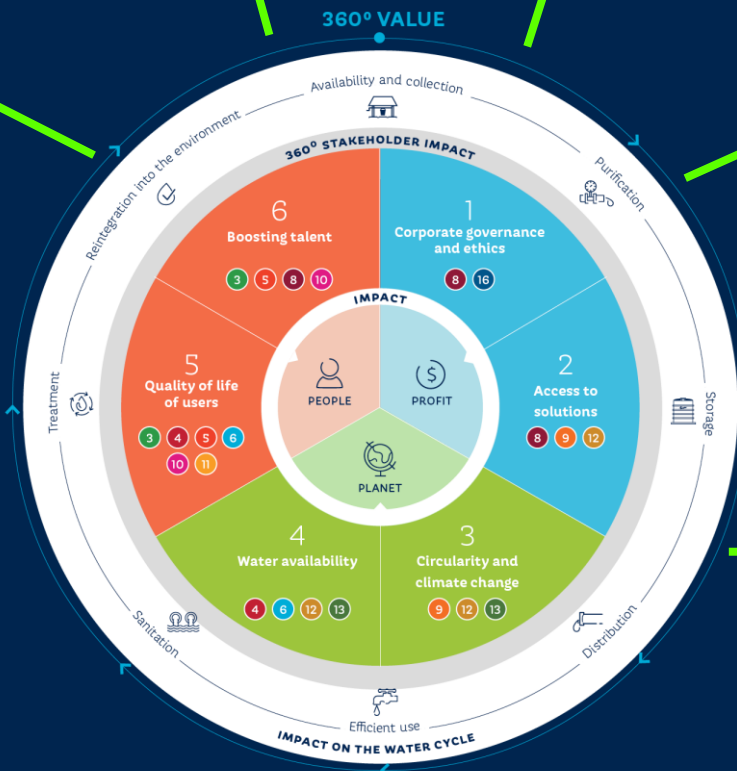 360º VALUE
Availability and collection
Purification
Storage
Distribution
Efficient use
Sanitation
Treatment
Reintegration into the environment
IMPACT ON THE WATER CYCLE
360º STAKEHOLDER IMPACT
1
Corporate governance
and ethics
8 16
2
Access to
solutions
8 9 12
3
Circularity and
climate change
9 12 13
4
Water availability
4 6 12 13
5
Quality of life
of users
3 4 5 6
10 11
6
Boosting talent
3 5 8 10
IMPACT
PEOPLE
$
PROFIT
PLANET